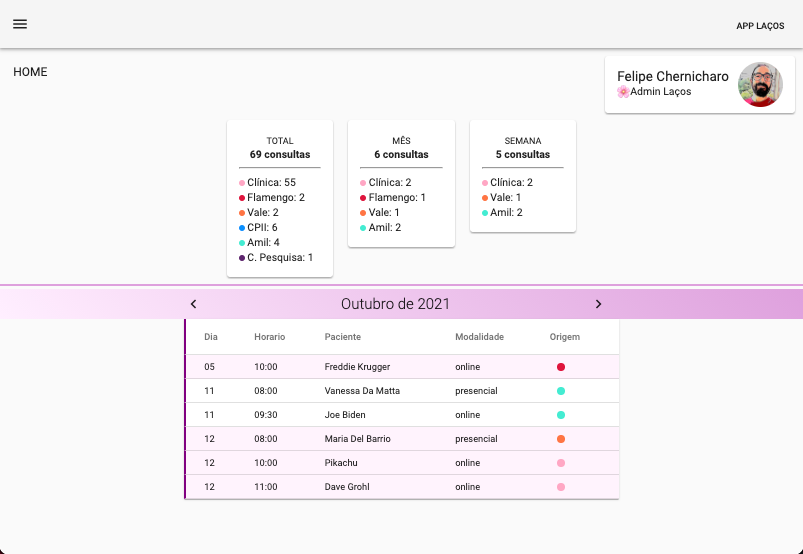 APP LAÇOS
HOME
Felipe Chernicharo
🌸Admin Laços
TOTAL
69 consultas
Clínica: 55
Flamengo: 2
Vale: 2
CPII: 6
Amil: 4
C. Pesquisa: 1
MÊS
6 consultas
Clínica: 2
Flamengo: 1
Vale: 1
Amil: 2
SEMANA
5 consultas
Clínica: 2
Vale: 1
Amil: 2
Outubro de 2021
Dia Horario Paciente Modalidade Origem
05 10:00 Freddie Krugger online
11 08:00 Vanessa Da Matta presencial
11 09:30 Joe Biden online
12 08:00 Maria Del Barrio presencial
12 10:00 Pikachu online
12 11:00 Dave Grohl online